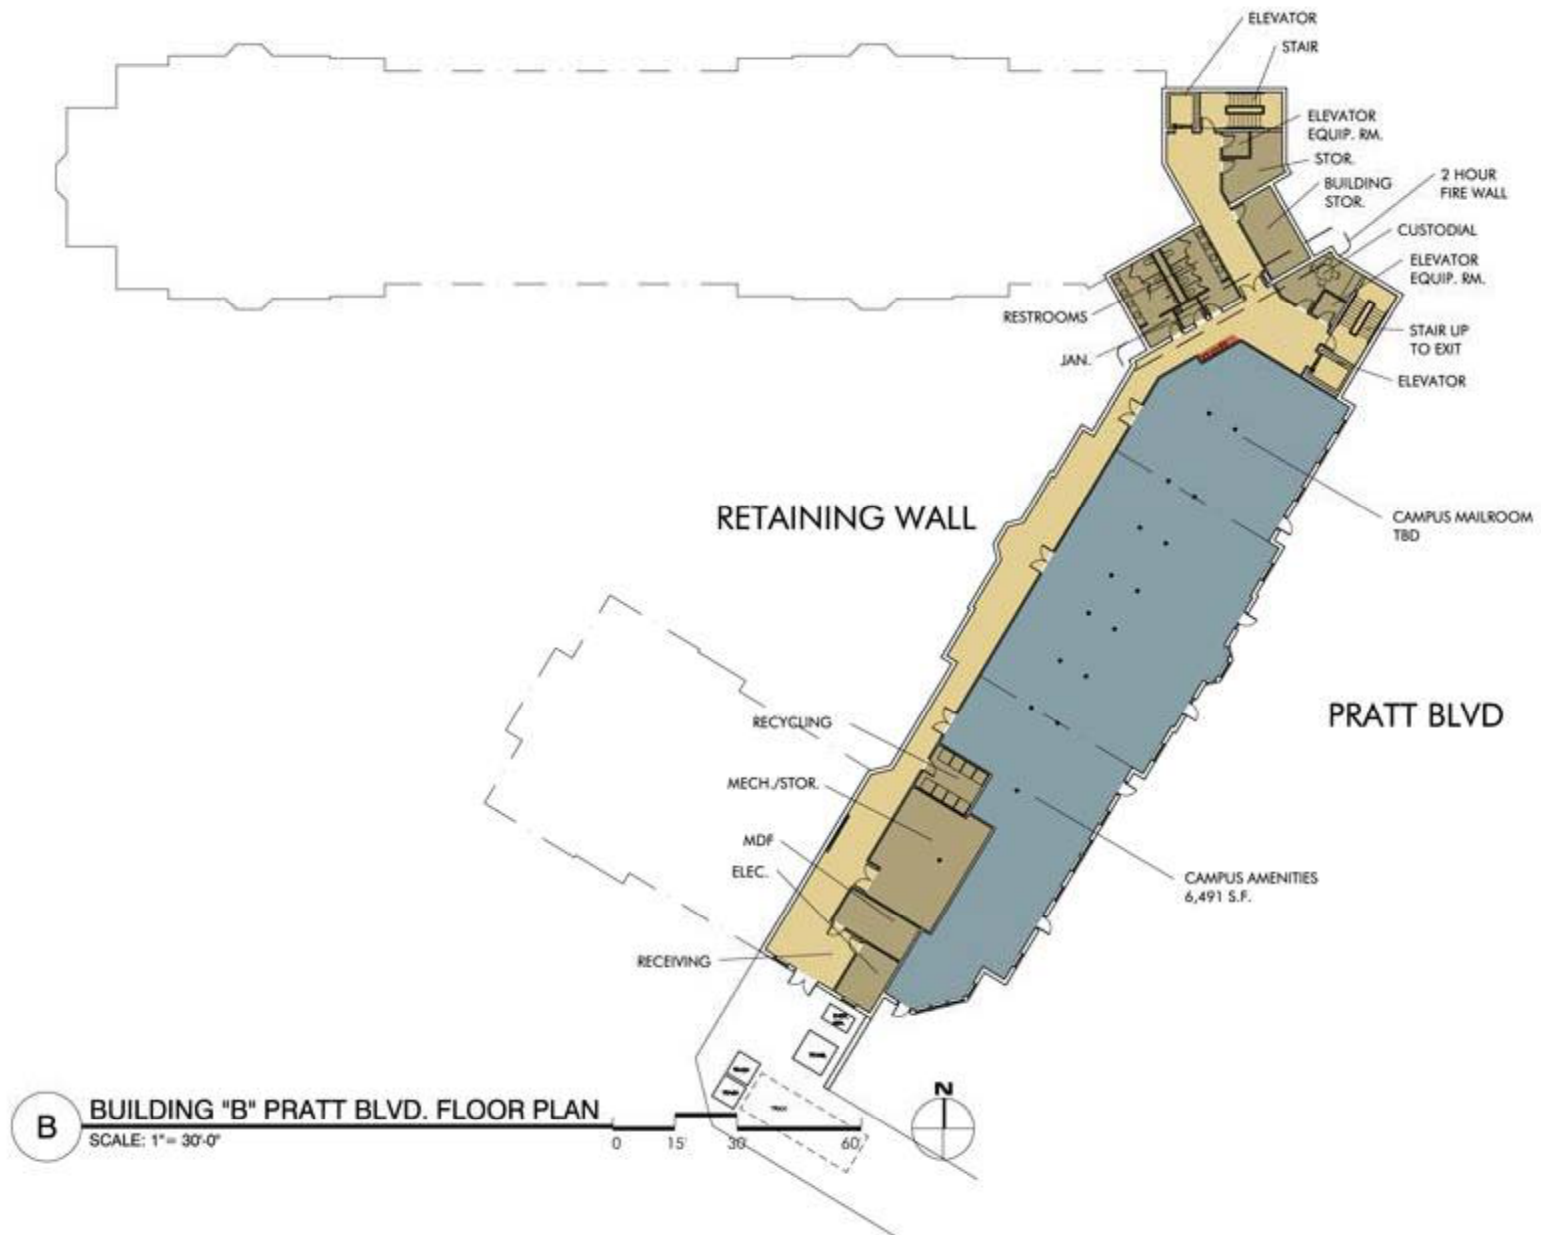 ELEVATOR
STAIR
ELEVATOR
EQUIP. RM.
STOR.
BUILDING
STOR.
2 HOUR
FIRE WALL
CUSTODIAL
ELEVATOR
EQUIP. RM.
RESTROOMS
STAIR UP
TO EXIT
JAN.
ELEVATOR
RETAINING WALL
CAMPUS MAILROOM
TBD
PRATT BLVD
RECYCLING
MECH./STOR.
MDF
ELEC.
CAMPUS AMENITIES
6,491 S.F.
RECEIVING
N
B
BUILDING "B" PRATT BLVD. FLOOR PLAN
SCALE: 1"= 30'-0"
0 15' 30' 60'